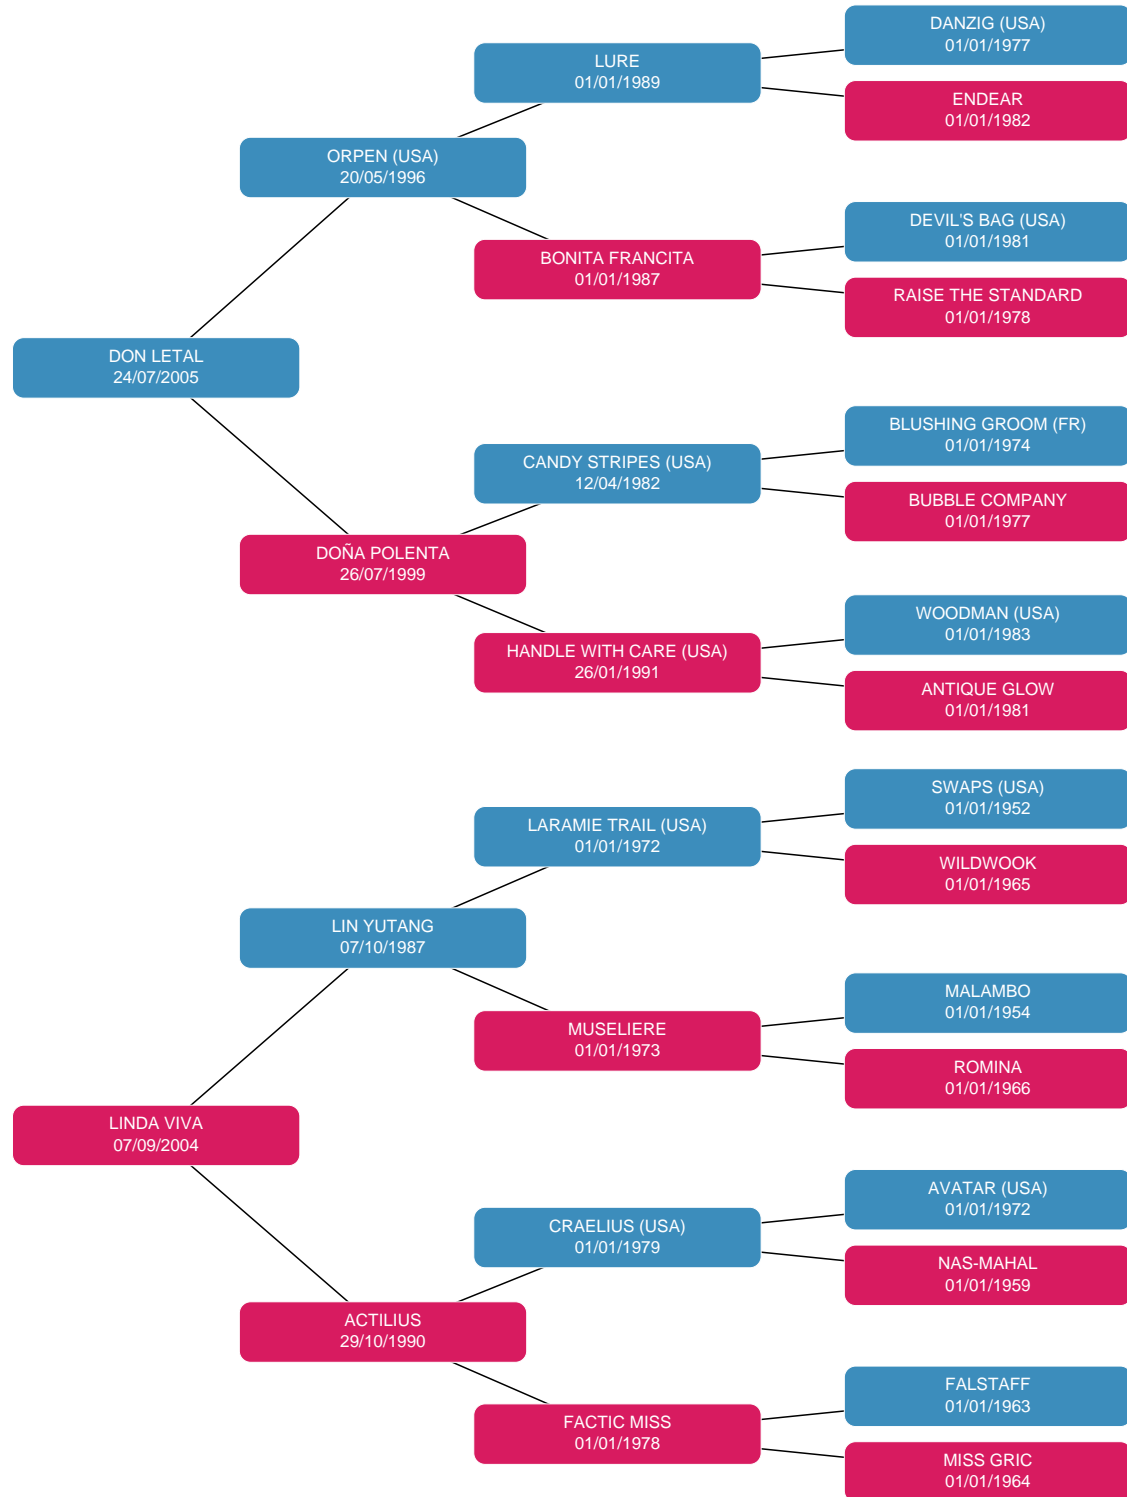 DANZIG (USA)
01/01/1977
LURE
01/01/1989
ENDEAR
01/01/1982
ORPEN (USA)
20/05/1996
DEVIL'S BAG (USA)
01/01/1981
BONITA FRANCITA
01/01/1987
RAISE THE STANDARD
01/01/1978
DON LETAL
24/07/2005
BLUSHING GROOM (FR)
01/01/1974
CANDY STRIPES (USA)
12/04/1982
BUBBLE COMPANY
01/01/1977
DOÑA POLENTA
26/07/1999
WOODMAN (USA)
01/01/1983
HANDLE WITH CARE (USA)
26/01/1991
ANTIQUE GLOW
01/01/1981
SWAPS (USA)
01/01/1952
LARAMIE TRAIL (USA)
01/01/1972
WILDWOOK
01/01/1965
LIN YUTANG
07/10/1987
MALAMBO
01/01/1954
MUSELIERE
01/01/1973
ROMINA
01/01/1966
LINDA VIVA
07/09/2004
AVATAR (USA)
01/01/1972
CRAELIUS (USA)
01/01/1979
NAS-MAHAL
01/01/1959
ACTILIUS
29/10/1990
FALSTAFF
01/01/1963
FACTIC MISS
01/01/1978
MISS GRIC
01/01/1964